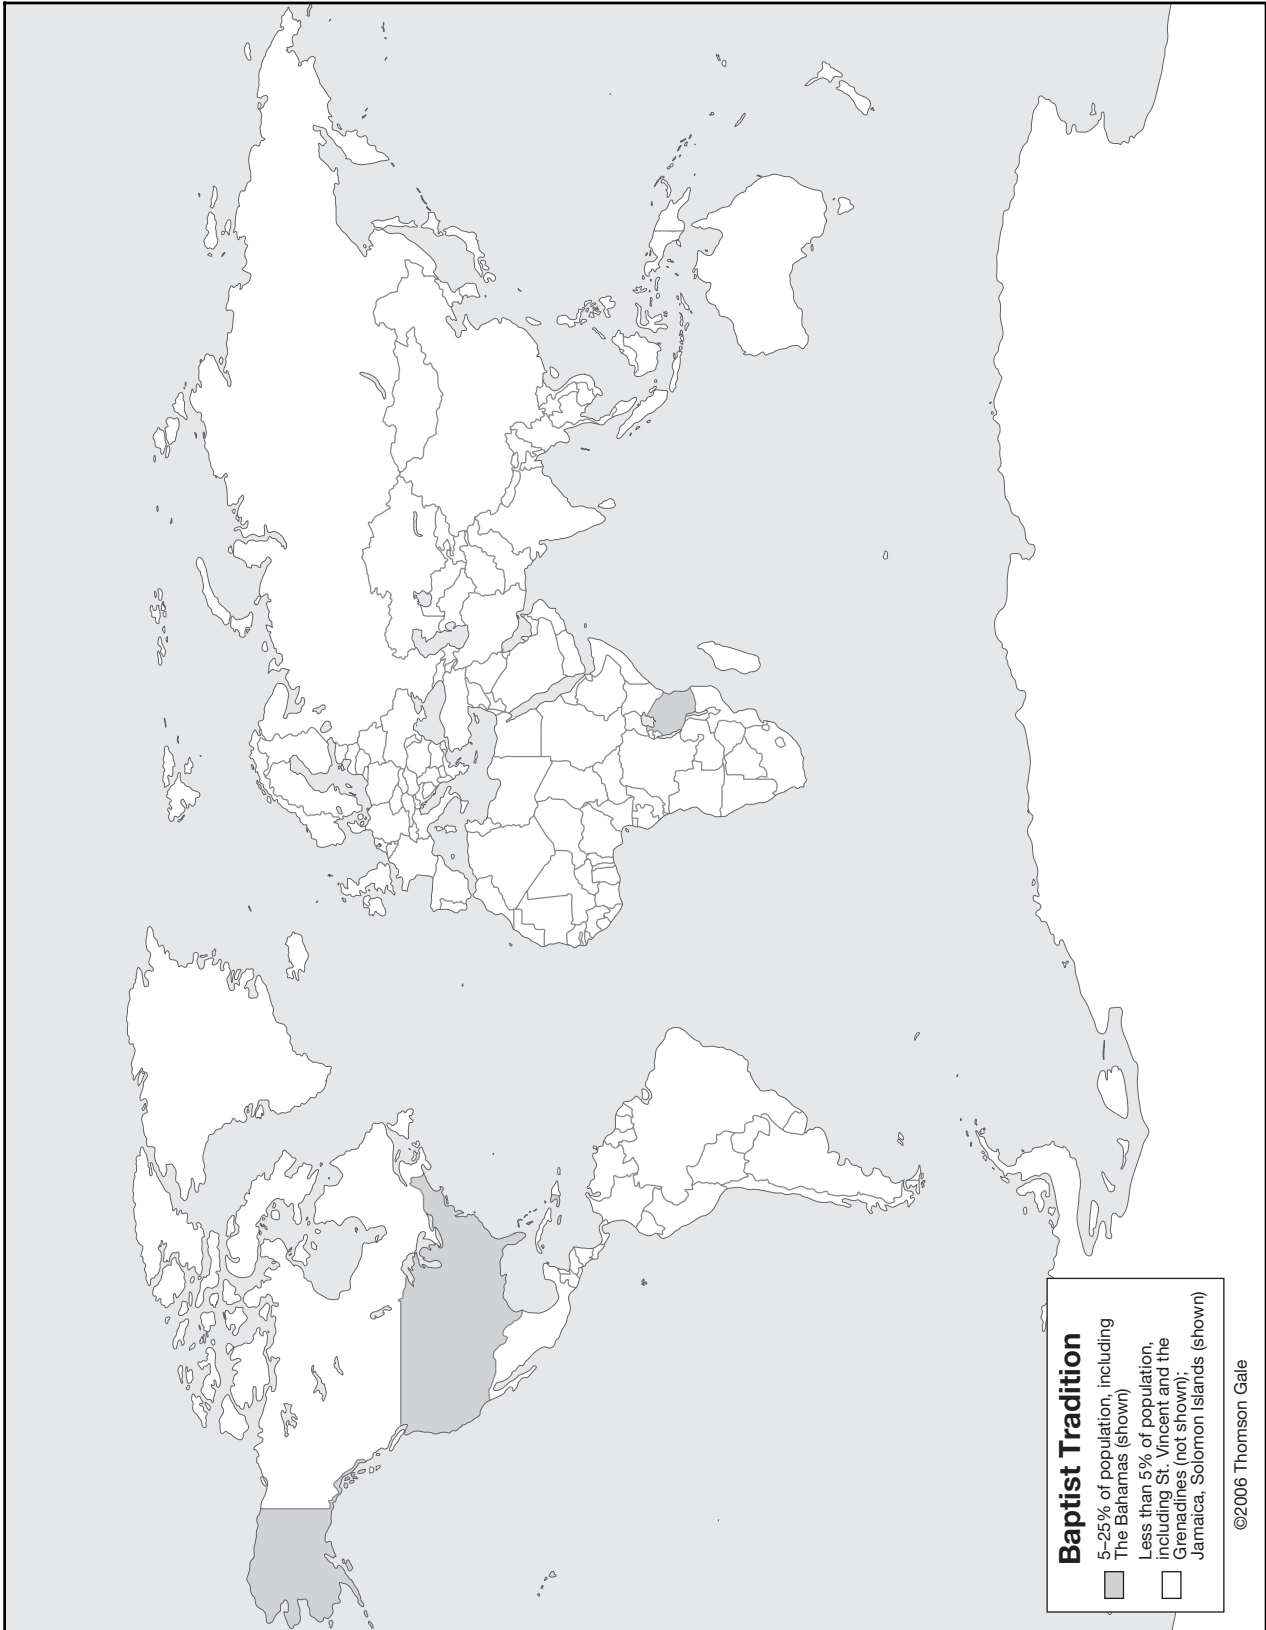 Baptist Tradition
5–25% of population, including
The Bahamas (shown)
Less than 5% of population,
including St. Vincent and the
Grenadines (not shown);
Jamaica, Solomon Islands (shown)
©2006 Thomson Gale